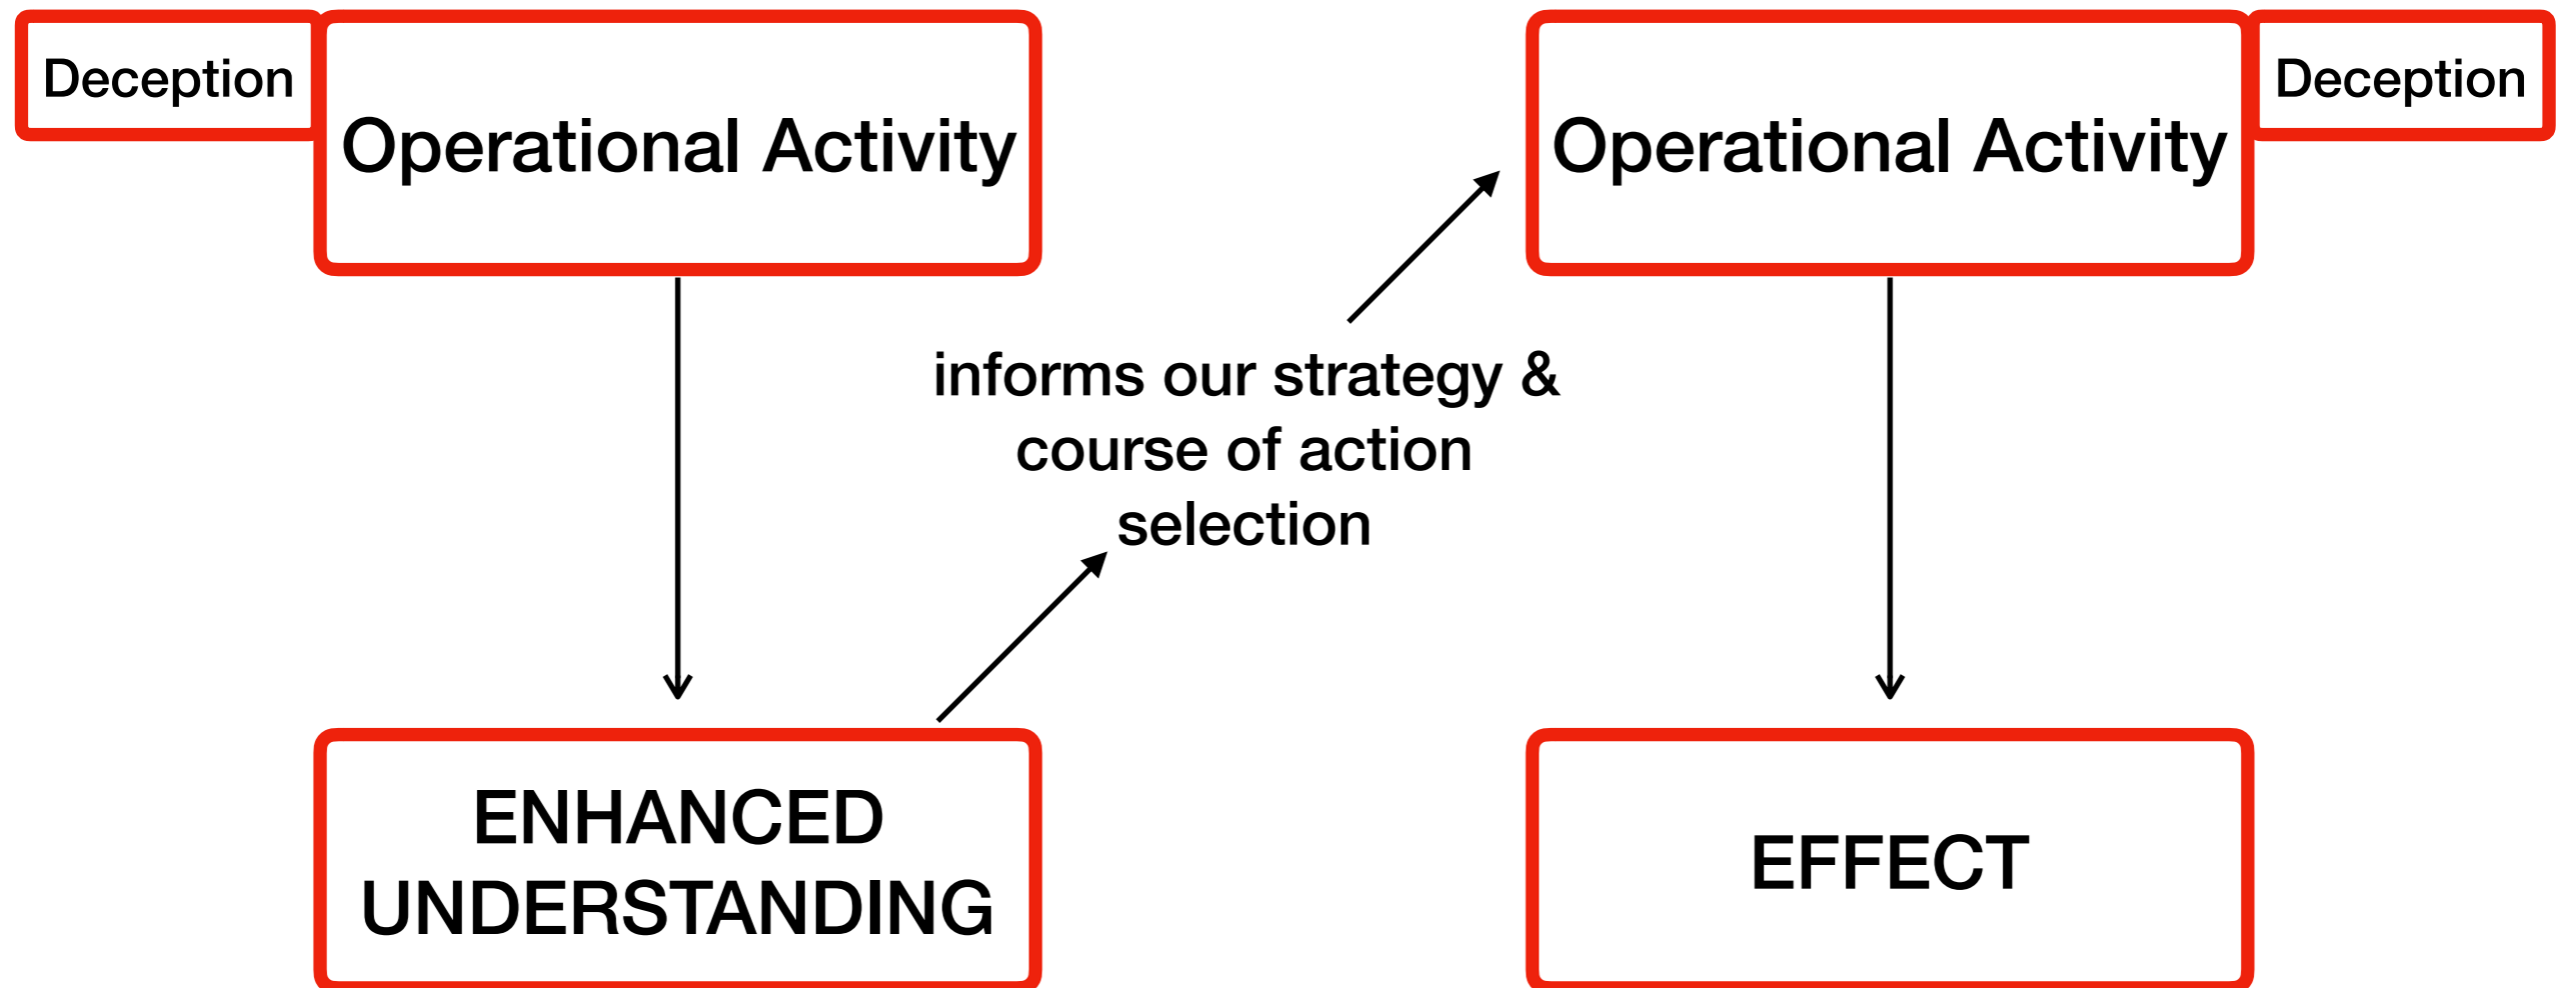 Deception
Operational Activity
Operational Activity
Deception
informs our strategy &
course of action
selection
ENHANCED
UNDERSTANDING
EFFECT